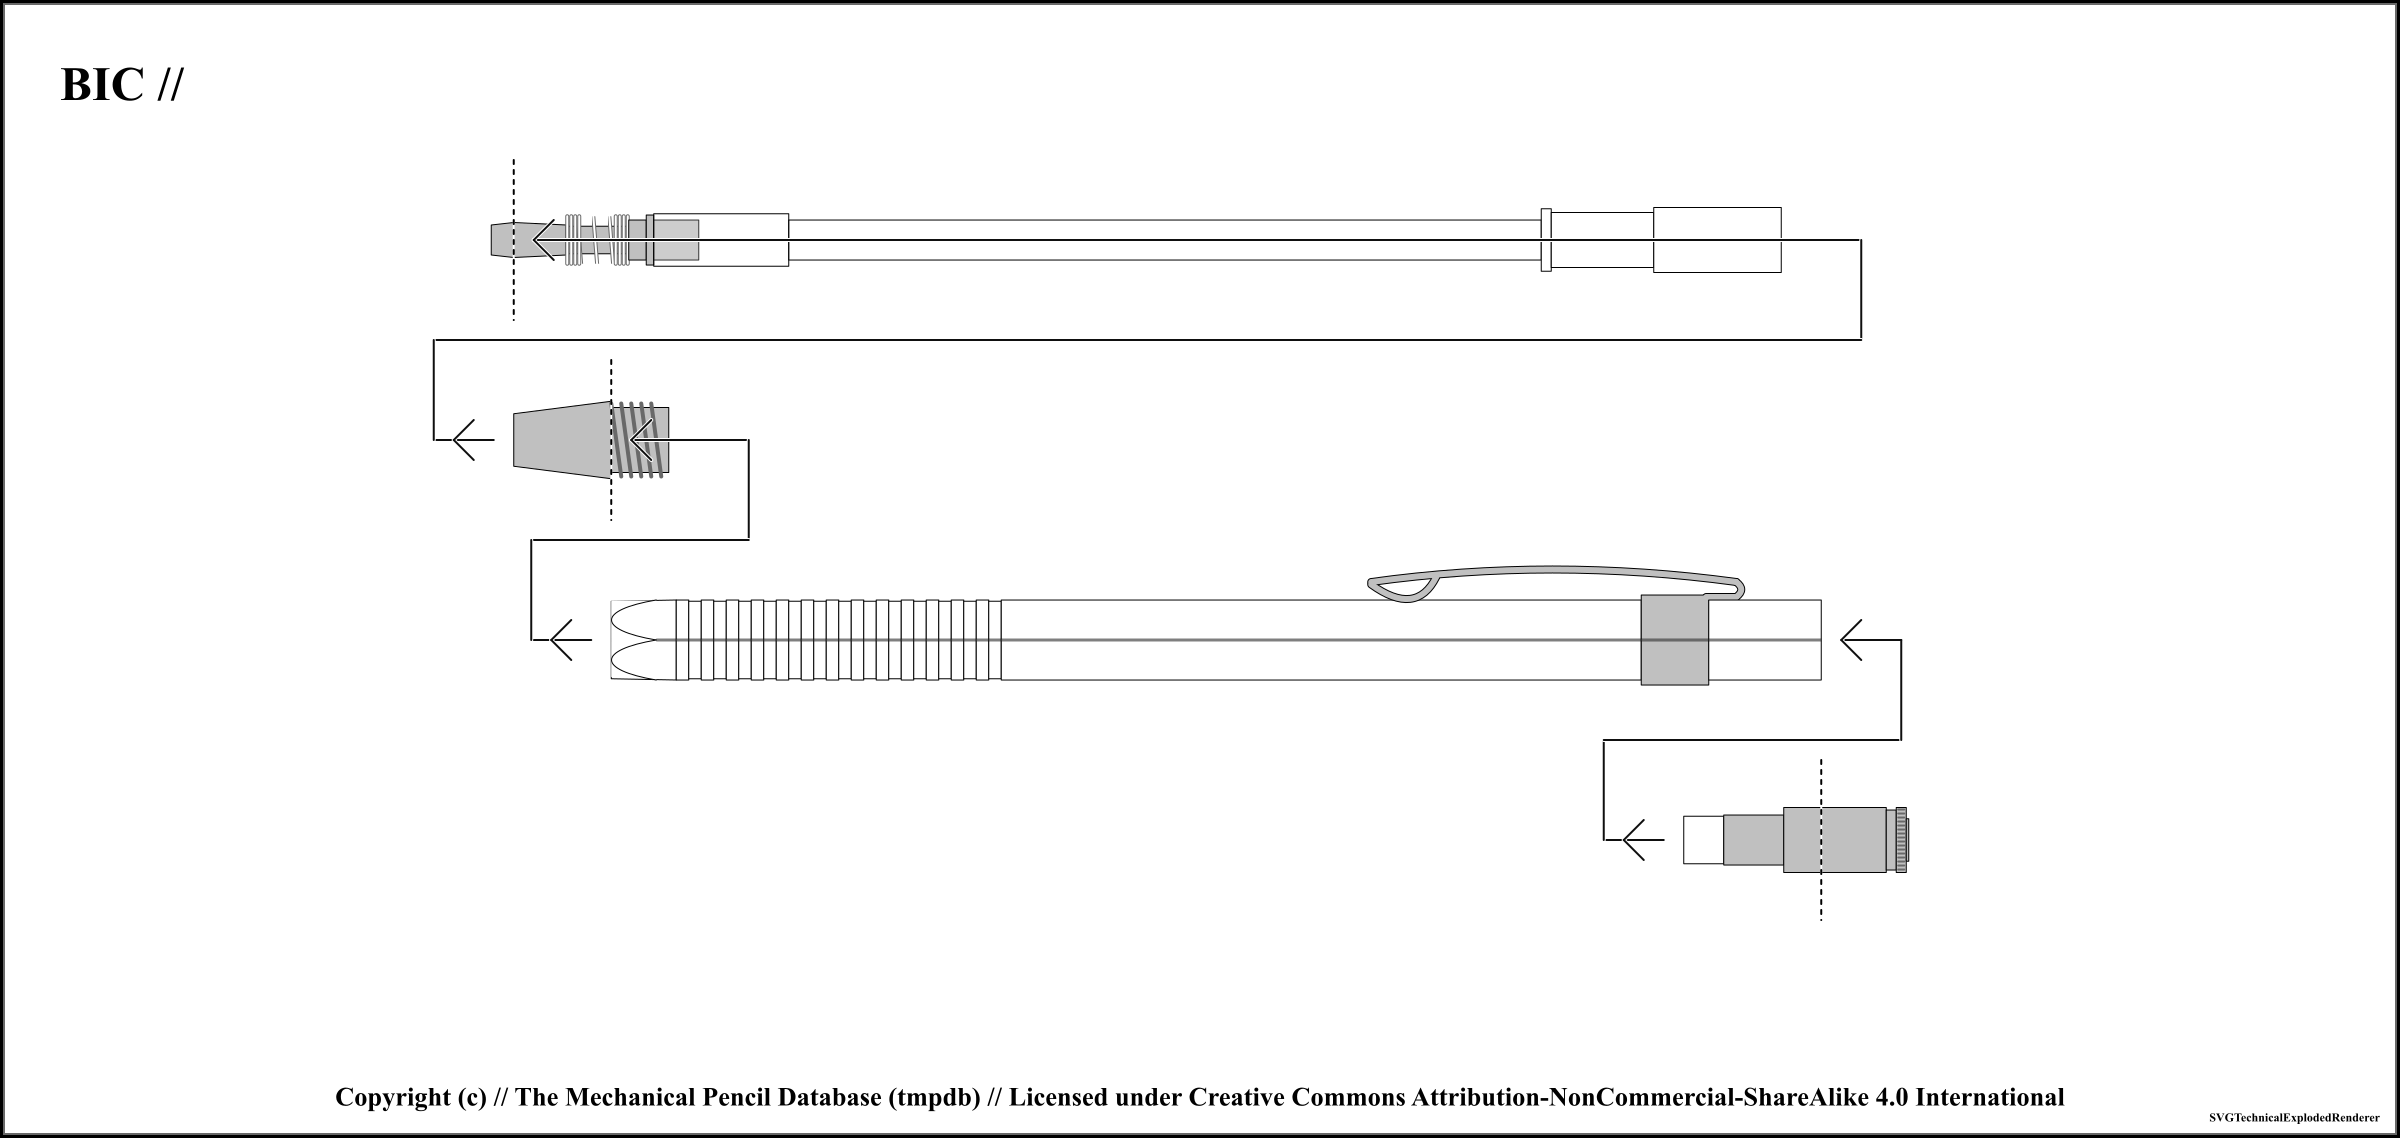 BIC //
Copyright (c) // The Mechanical Pencil Database (tmpdb) // Licensed under Creative Commons Attribution-NonCommercial-ShareAlike 4.0 International
SVGTechnicalExplodedRenderer